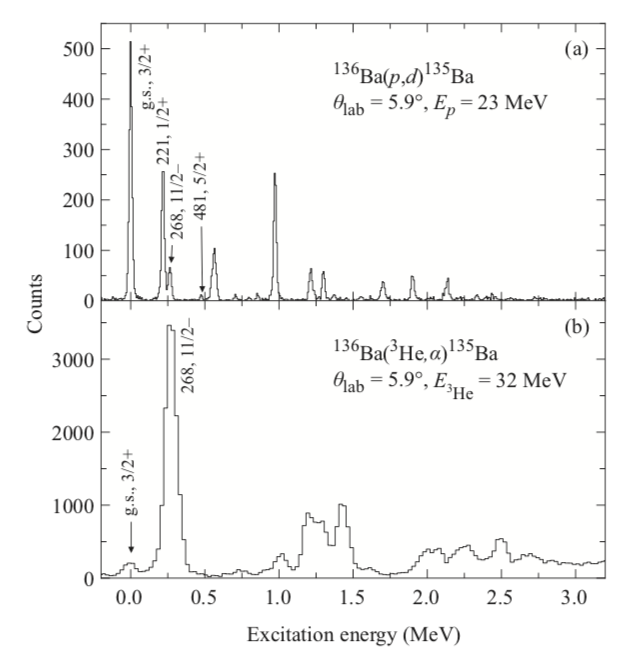 (a)
¹³⁶Ba(p,d)¹³⁵Ba
θlab = 5.9°, Ep = 23 MeV
g.s., 3/2+
221, 1/2+
268, 11/2–
481, 5/2+
500
400
300
200
100
0
Counts
(b)
¹³⁶Ba(³He,α)¹³⁵Ba
θlab = 5.9°, E³He = 32 MeV
g.s., 3/2+
268, 11/2–
3000
2000
1000
0
0.0 0.5 1.0 1.5 2.0 2.5 3.0
Excitation energy (MeV)